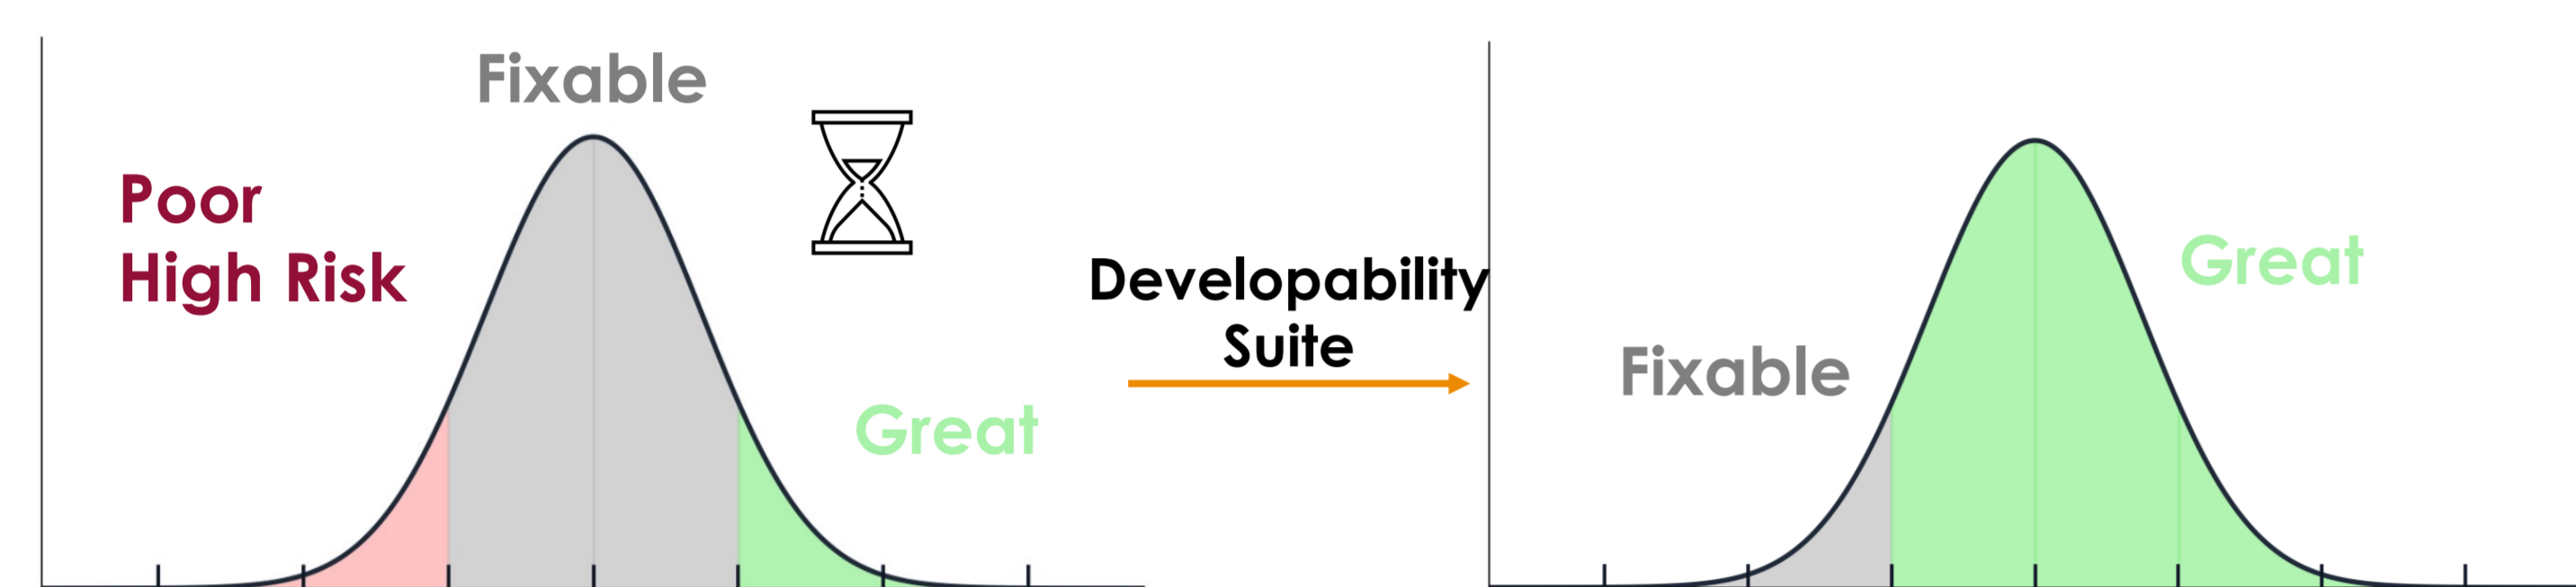 Fixable
Poor
High Risk
Great
Developability
Suite
Fixable
Great